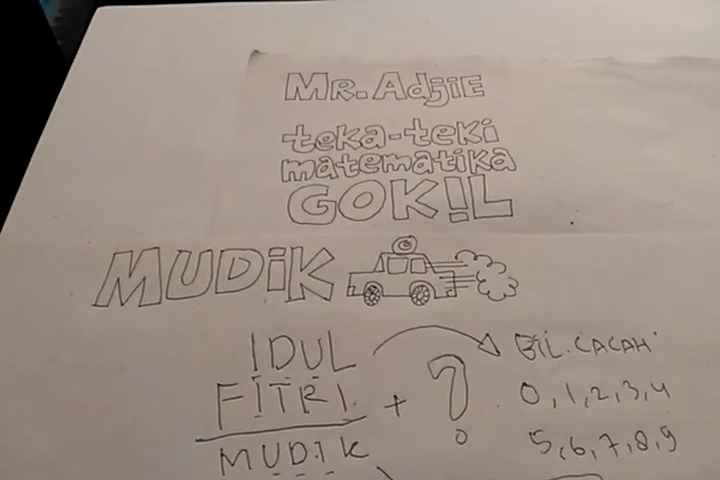 MR. ADJIE
teka-teki
matematika
GOK!L
MUDiK
IDUL
FITRI + ?
MUDIK
BIL. CACAH
0, 1, 2, 3, 4
5, 6, 7, 8, 9